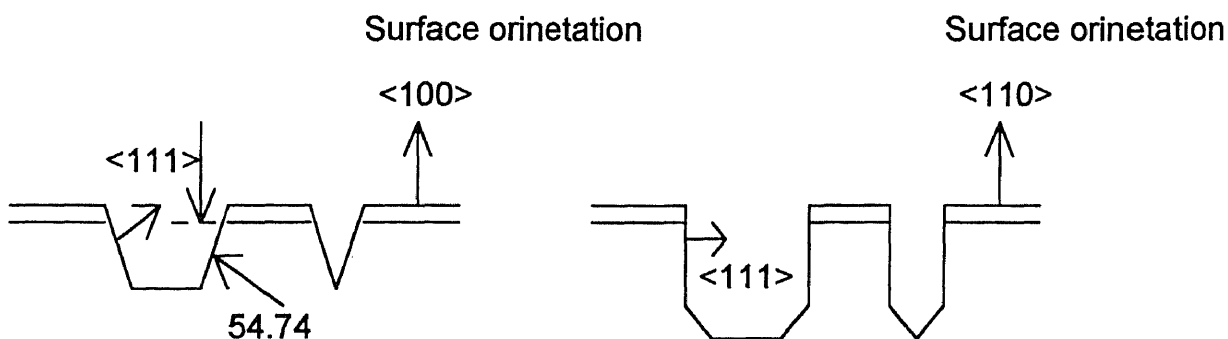 Surface orinetation
<100>
<111>
54.74
Surface orinetation
<110>
<111>